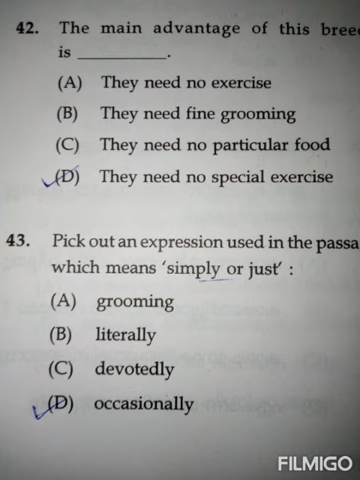 42. The main advantage of this bree
is ________.
(A) They need no exercise
(B) They need fine grooming
(C) They need no particular food
(D) They need no special exercise
43. Pick out an expression used in the passa
which means 'simply or just' :
(A) grooming
(B) literally
(C) devotedly
(D) occasionally
FILMIGO